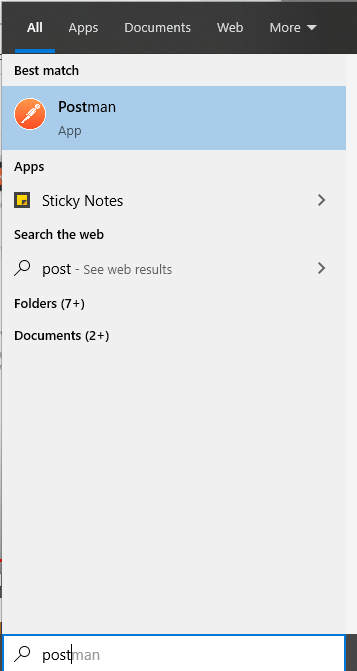 All Apps Documents Web More
Best match
Postman
App
Apps
Sticky Notes
Search the web
post - See web results
Folders (7+)
Documents (2+)
postman